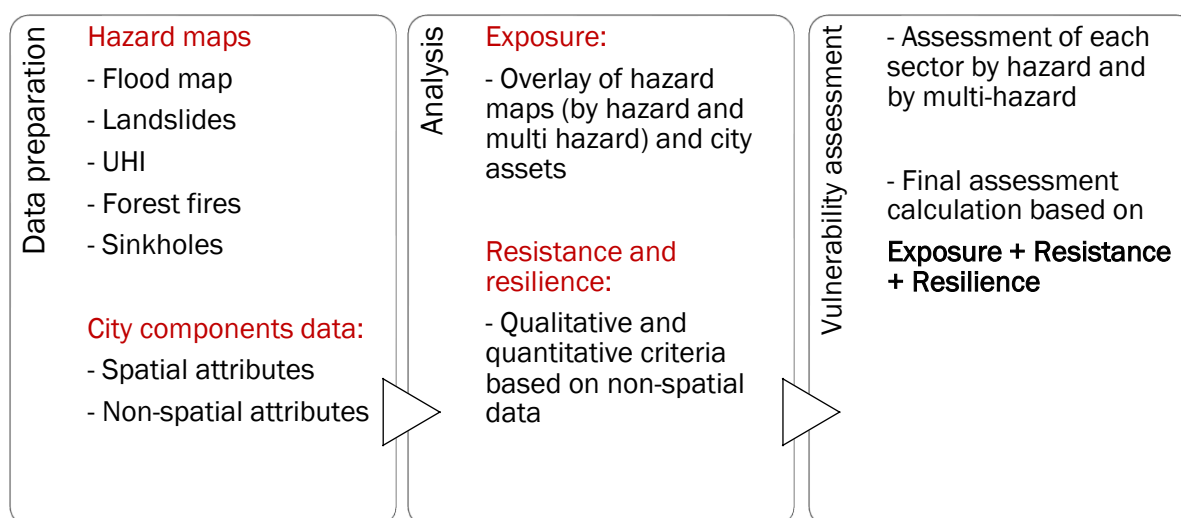 Data preparation
Hazard maps
- Flood map
- Landslides
- UHI
- Forest fires
- Sinkholes
City components data:
- Spatial attributes
- Non-spatial attributes
Analysis
Exposure:
- Overlay of hazard
maps (by hazard and
multi hazard) and city
assets
Resistance and
resilience:
- Qualitative and
quantitative criteria
based on non-spatial
data
Vulnerability assessment
- Assessment of each
sector by hazard and
by multi-hazard
- Final assessment
calculation based on
Exposure + Resistance
+ Resilience